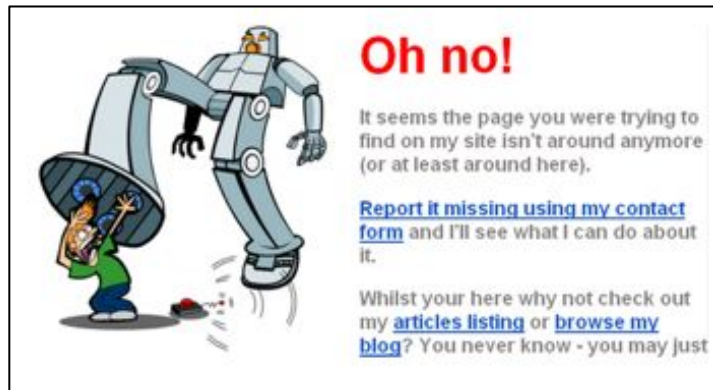 Oh no!
It seems the page you were trying to
find on my site isn't around anymore
(or at least around here).
Report it missing using my contact
form and I'll see what I can do about
it.
Whilst your here why not check out
my articles listing or browse my
blog? You never know - you may just